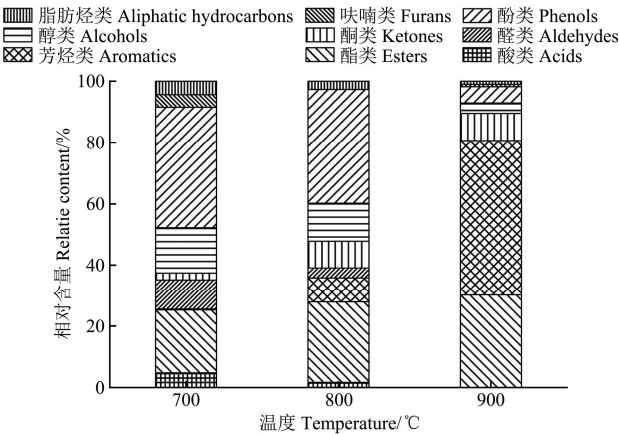 脂肪烃类 Aliphatic hydrocarbons 呋喃类 Furans 酚类 Phenols
醇类 Alcohols 酮类 Ketones 醛类 Aldehydes
芳烃类 Aromatics 酯类 Esters 酸类 Acids
100
80
60
40
20
0
相对含量 Relatie content/%
700 800 900
温度 Temperature/℃